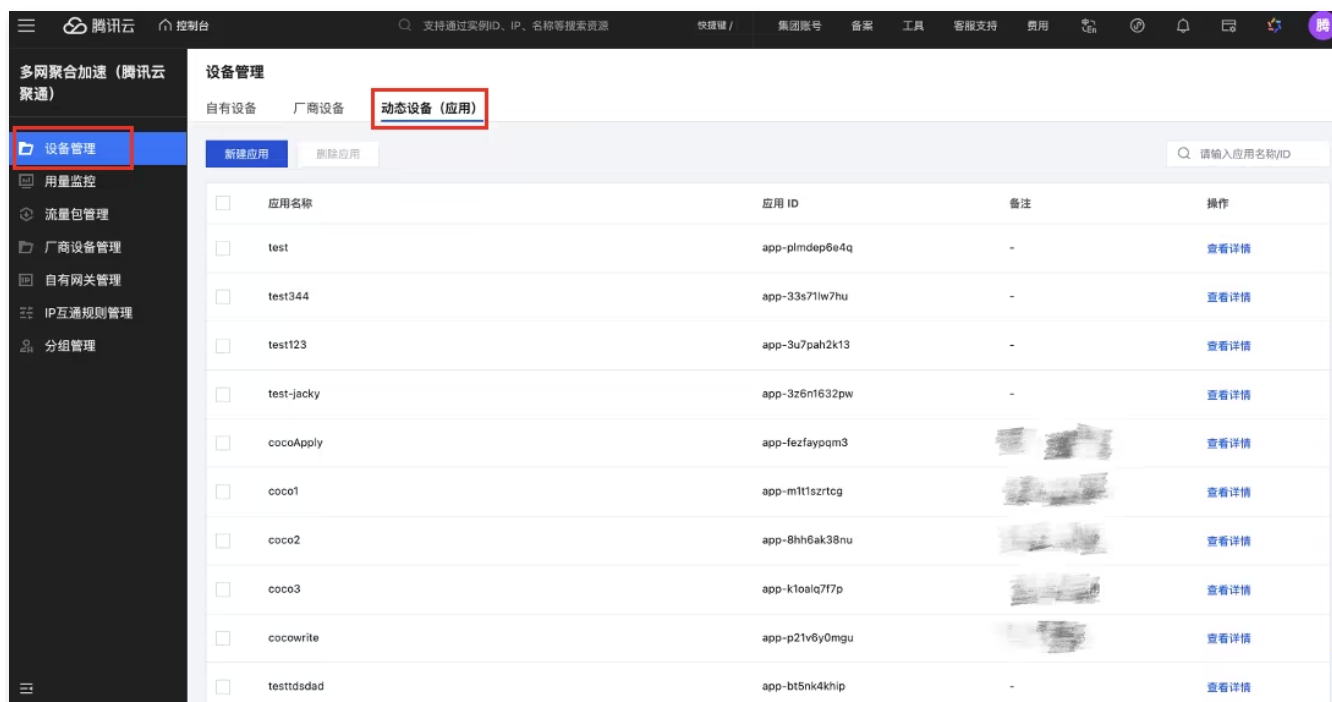 腾讯云 控制台 支持通过实例ID、IP、名称等搜索资源 快捷键 / 集团账号 备案 工具 客服支持 费用 腾
多网聚合加速（腾讯云
聚通）
设备管理
用量监控
流量包管理
厂商设备管理
自有网关管理
IP互通规则管理
分组管理
设备管理
自有设备 厂商设备 动态设备（应用）
新建应用 删除应用 请输入应用名称/ID
应用名称 应用 ID 备注 操作
test app-plmdep6e4q - 查看详情
test344 app-33s71lw7hu - 查看详情
test123 app-3u7pah2k13 - 查看详情
test-jacky app-3z6n1632pw - 查看详情
cocoApply app-fezfaypqm3 查看详情
coco1 app-m1t1szrtcg 查看详情
coco2 app-8hh6ak38nu 查看详情
coco3 app-k1oalq7f7p 查看详情
cocowrite app-p21v6y0mgu 查看详情
testtdsdad app-bt5nk4khip - 查看详情